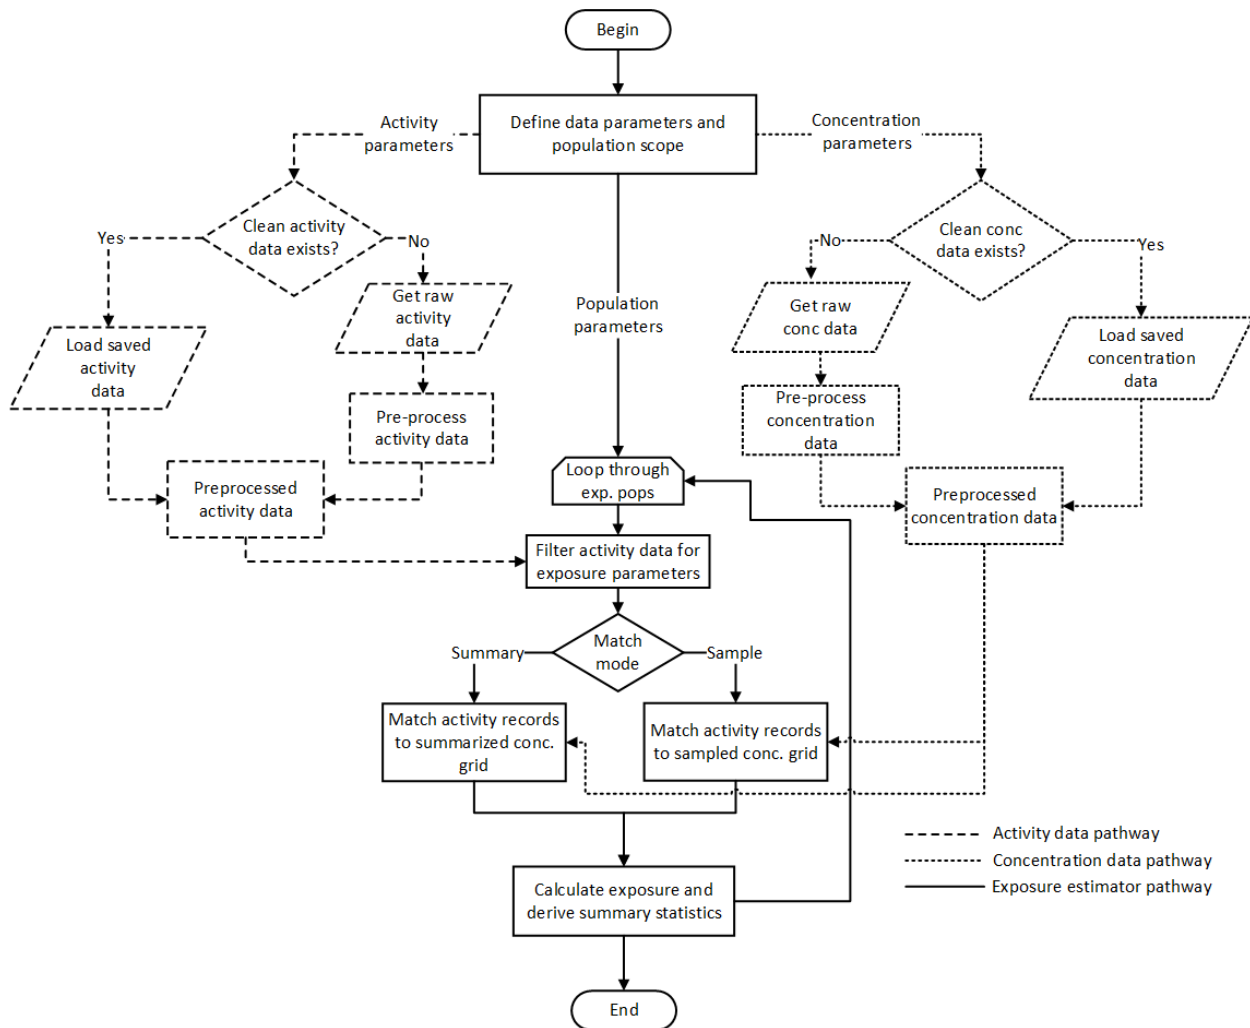 Begin
Define data parameters and
population scope
Activity
parameters
Concentration
parameters
Clean activity
data exists?
Yes
No
Clean conc
data exists?
No
Yes
Get raw
activity
data
Load saved
activity
data
Population
parameters
Get raw
conc data
Load saved
concentration
data
Pre-process
activity data
Pre-process
concentration
data
Preprocessed
activity data
Loop through
exp. pops
Preprocessed
concentration data
Filter activity data for
exposure parameters
Match
mode
Summary
Sample
Match activity records
to summarized conc.
grid
Match activity records
to sampled conc. grid
Activity data pathway
Concentration data pathway
Exposure estimator pathway
Calculate exposure and
derive summary statistics
End